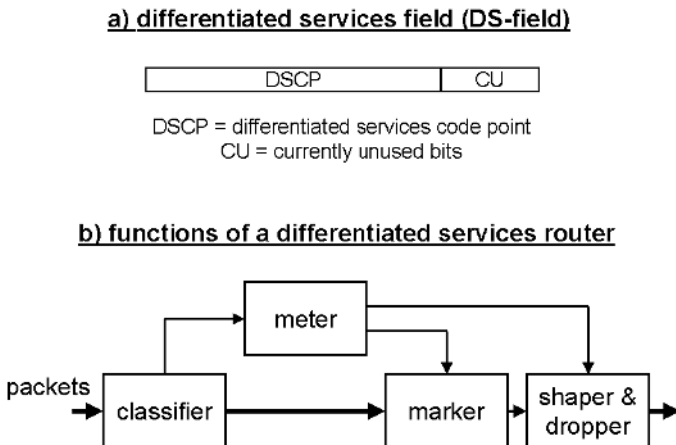 a) differentiated services field (DS-field)
DSCP CU
DSCP = differentiated services code point
CU = currently unused bits
b) functions of a differentiated services router
meter
packets
classifier
marker
shaper &
dropper